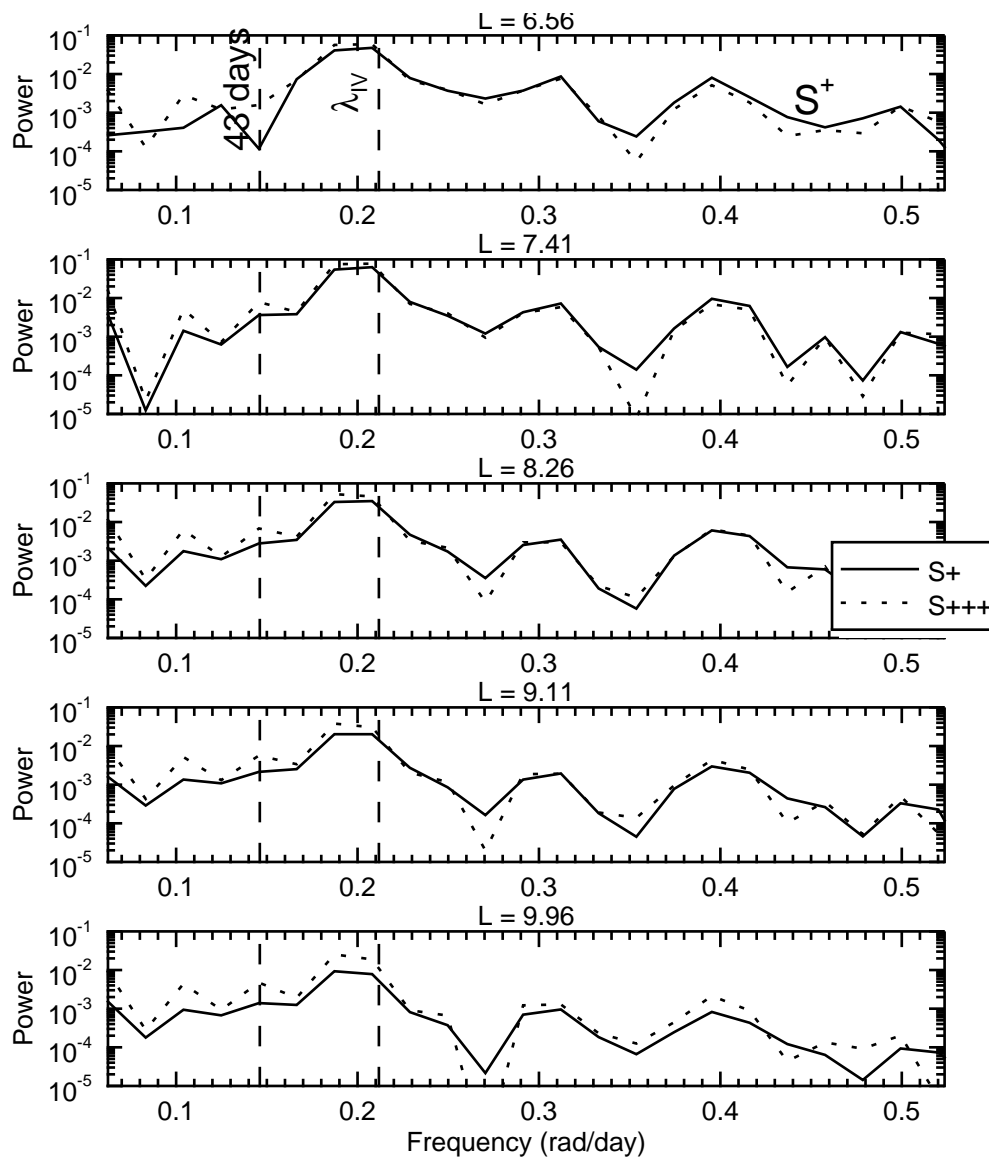 L = 6.56
Power
10⁻¹
10⁻²
10⁻³
10⁻⁴
10⁻⁵
43 days
λIV
S⁺
0.1 0.2 0.3 0.4 0.5
L = 7.41
Power
10⁻¹
10⁻²
10⁻³
10⁻⁴
10⁻⁵
0.1 0.2 0.3 0.4 0.5
L = 8.26
Power
10⁻¹
10⁻²
10⁻³
10⁻⁴
10⁻⁵
S+
S+++
0.1 0.2 0.3 0.4 0.5
L = 9.11
Power
10⁻¹
10⁻²
10⁻³
10⁻⁴
10⁻⁵
0.1 0.2 0.3 0.4 0.5
L = 9.96
Power
10⁻¹
10⁻²
10⁻³
10⁻⁴
10⁻⁵
0.1 0.2 0.3 0.4 0.5
Frequency (rad/day)